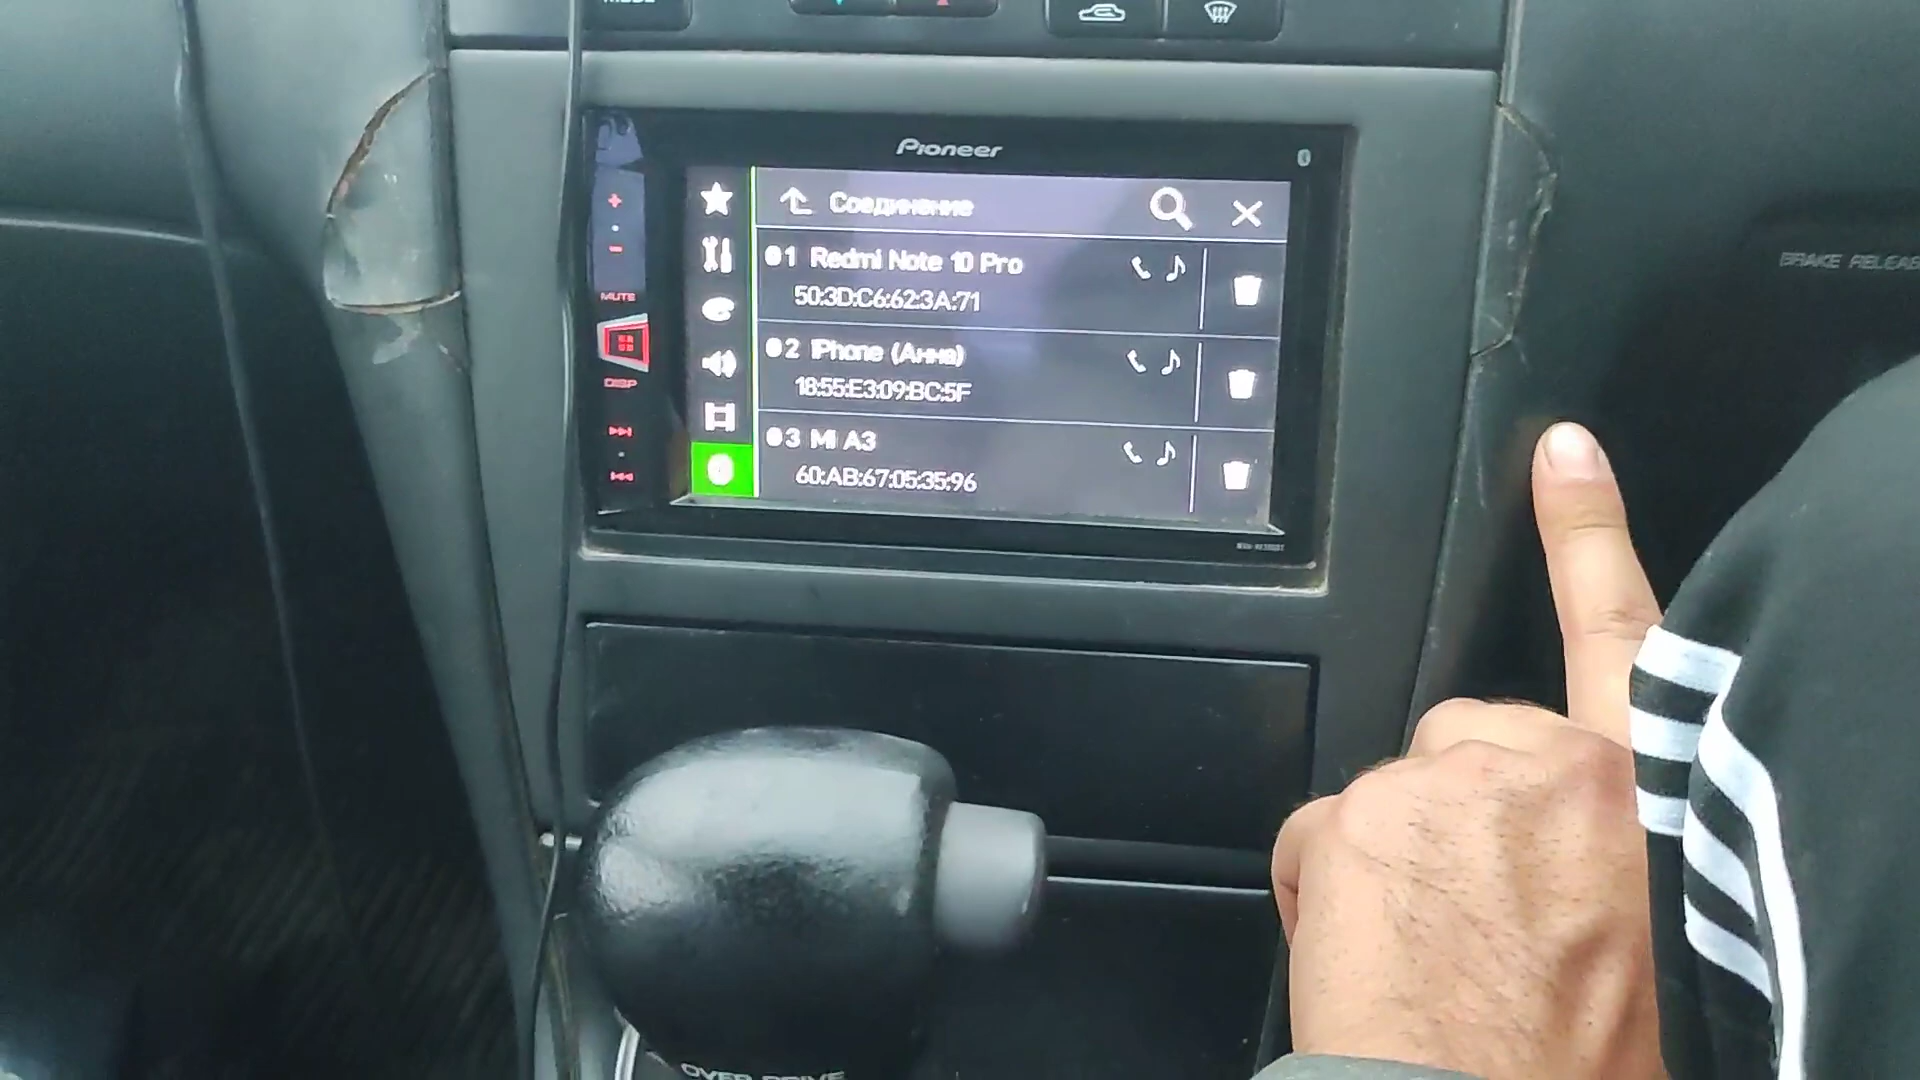 MODE
Pioneer
Соединение
1 Redmi Note 10 Pro
50:3D:C6:62:3A:71
2 iPhone (Анна)
18:55:E3:09:BC:5F
3 Mi A3
60:AB:67:05:35:96
MUTE
DISP
BRAKE RELEASE
OVER DRIVE